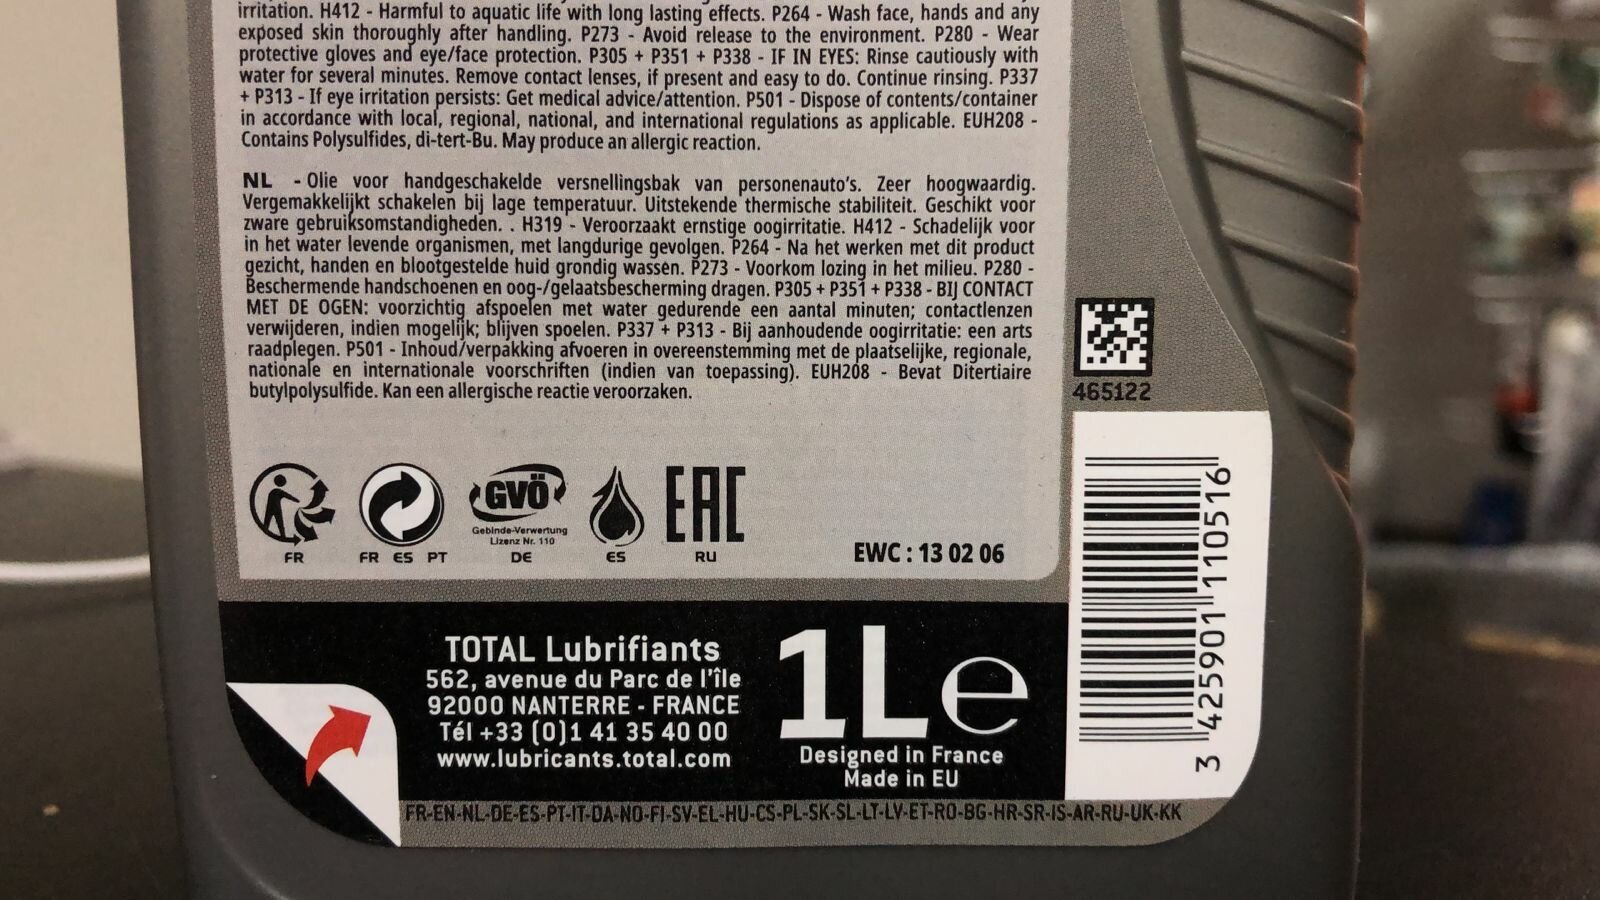 irritation. H412 - Harmful to aquatic life with long lasting effects. P264 - Wash face, hands and any
exposed skin thoroughly after handling. P273 - Avoid release to the environment. P280 - Wear
protective gloves and eye/face protection. P305 + P351 + P338 - IF IN EYES: Rinse cautiously with
water for several minutes. Remove contact lenses, if present and easy to do. Continue rinsing. P337
+ P313 - If eye irritation persists: Get medical advice/attention. P501 - Dispose of contents/container
in accordance with local, regional, national, and international regulations as applicable. EUH208 -
Contains Polysulfides, di-tert-Bu. May produce an allergic reaction.
NL - Olie voor handgeschakelde versnellingsbak van personenauto's. Zeer hoogwaardig.
Vergemakkelijkt schakelen bij lage temperatuur. Uitstekende thermische stabiliteit. Geschikt voor
zware gebruiksomstandigheden. . H319 - Veroorzaakt ernstige oogirritatie. H412 - Schadelijk voor
in het water levende organismen, met langdurige gevolgen. P264 - Na het werken met dit product
gezicht, handen en blootgestelde huid grondig wassen. P273 - Voorkom lozing in het milieu. P280 -
Beschermende handschoenen en oog-/gelaatsbescherming dragen. P305 + P351 + P338 - BIJ CONTACT
MET DE OGEN: voorzichtig afspoelen met water gedurende een aantal minuten; contactlenzen
verwijderen, indien mogelijk; blijven spoelen. P337 + P313 - Bij aanhoudende oogirritatie: een arts
raadplegen. P501 - Inhoud/verpakking afvoeren in overeenstemming met de plaatselijke, regionale,
nationale en internationale voorschriften (indien van toepassing). EUH208 - Bevat Ditertiaire
butylpolysulfide. Kan een allergische reactie veroorzaken.
465122
GVÖ
Gebinde-Verwertung
Lizenz Nr. 110
EAC
FR FR ES PT DE ES RU
EWC : 13 02 06
3 425901 110516
TOTAL Lubrifiants
562, avenue du Parc de l'île
92000 NANTERRE - FRANCE
Tél +33 (0)1 41 35 40 00
www.lubricants.total.com
1L e
Designed in France
Made in EU
FR-EN-NL-DE-ES-PT-IT-DA-NO-FI-SV-EL-HU-CS-PL-SK-SL-LT-LV-ET-RO-BG-HR-SR-IS-AR-RU-UK-KK